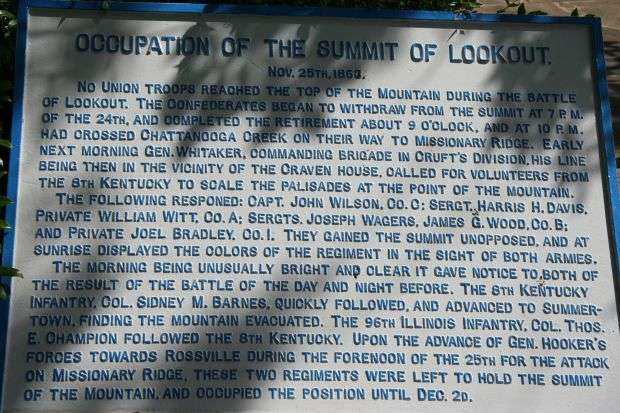 OCCUPATION OF THE SUMMIT OF LOOKOUT.
NOV. 25TH, 1863.
NO UNION TROOPS REACHED THE TOP OF THE MOUNTAIN DURING THE BATTLE
OF LOOKOUT. THE CONFEDERATES BEGAN TO WITHDRAW FROM THE SUMMIT AT 7 P.M.
OF THE 24TH, AND COMPLETED THE RETIREMENT ABOUT 9 O'CLOCK, AND AT 10 P.M.
HAD CROSSED CHATTANOOGA CREEK ON THEIR WAY TO MISSIONARY RIDGE. EARLY
NEXT MORNING GEN. WHITAKER, COMMANDING BRIGADE IN CRUFT'S DIVISION, HIS LINE
BEING THEN IN THE VICINITY OF THE CRAVEN HOUSE, CALLED FOR VOLUNTEERS FROM
THE 8TH KENTUCKY TO SCALE THE PALISADES AT THE POINT OF THE MOUNTAIN.
THE FOLLOWING RESPONED: CAPT. JOHN WILSON, CO. C; SERGT. HARRIS H. DAVIS,
PRIVATE WILLIAM WITT, CO. A; SERGTS. JOSEPH WAGERS, JAMES G. WOOD, CO. B;
AND PRIVATE JOEL BRADLEY, CO. I. THEY GAINED THE SUMMIT UNOPPOSED, AND AT
SUNRISE DISPLAYED THE COLORS OF THE REGIMENT IN THE SIGHT OF BOTH ARMIES.
THE MORNING BEING UNUSUALLY BRIGHT AND CLEAR IT GAVE NOTICE TO BOTH OF
THE RESULT OF THE BATTLE OF THE DAY AND NIGHT BEFORE. THE 8TH KENTUCKY
INFANTRY, COL. SIDNEY M. BARNES, QUICKLY FOLLOWED, AND ADVANCED TO SUMMER-
TOWN, FINDING THE MOUNTAIN EVACUATED. THE 96TH ILLINOIS INFANTRY, COL. THOS.
E. CHAMPION FOLLOWED THE 8TH KENTUCKY. UPON THE ADVANCE OF GEN. HOOKER'S
FORCES TOWARDS ROSSVILLE DURING THE FORENOON OF THE 25TH FOR THE ATTACK
ON MISSIONARY RIDGE, THESE TWO REGIMENTS WERE LEFT TO HOLD THE SUMMIT
OF THE MOUNTAIN, AND OCCUPIED THE POSITION UNTIL DEC. 2D.